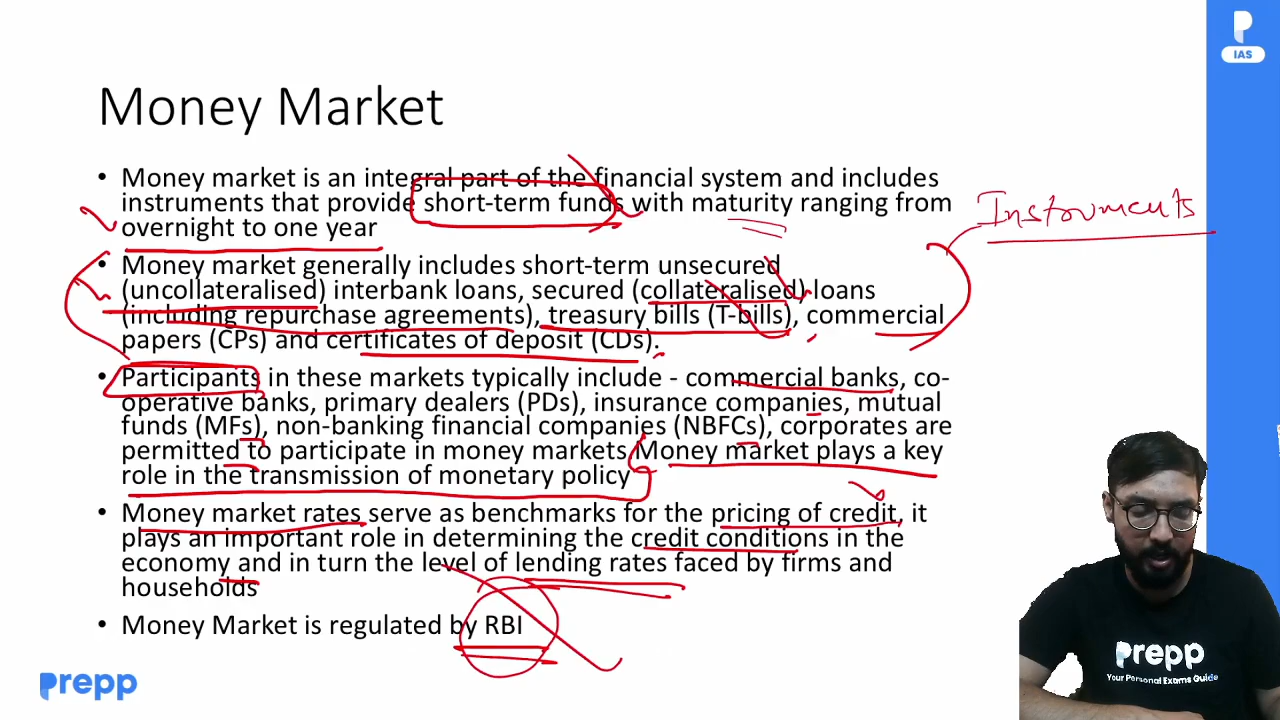 IAS
Money Market
• Money market is an integral part of the financial system and includes
instruments that provide short-term funds with maturity ranging from
overnight to one year
Instruments
• Money market generally includes short-term unsecured
(uncollateralised) interbank loans, secured (collateralised) loans
(including repurchase agreements), treasury bills (T-bills), commercial
papers (CPs) and certificates of deposit (CDs).
• Participants in these markets typically include - commercial banks, co-
operative banks, primary dealers (PDs), insurance companies, mutual
funds (MFs), non-banking financial companies (NBFCs), corporates are
permitted to participate in money markets. Money market plays a key
role in the transmission of monetary policy
• Money market rates serve as benchmarks for the pricing of credit, it
plays an important role in determining the credit conditions in the
economy and in turn the level of lending rates faced by firms and
households
• Money Market is regulated by RBI
prepp
prepp
Your Personal Exams Guide